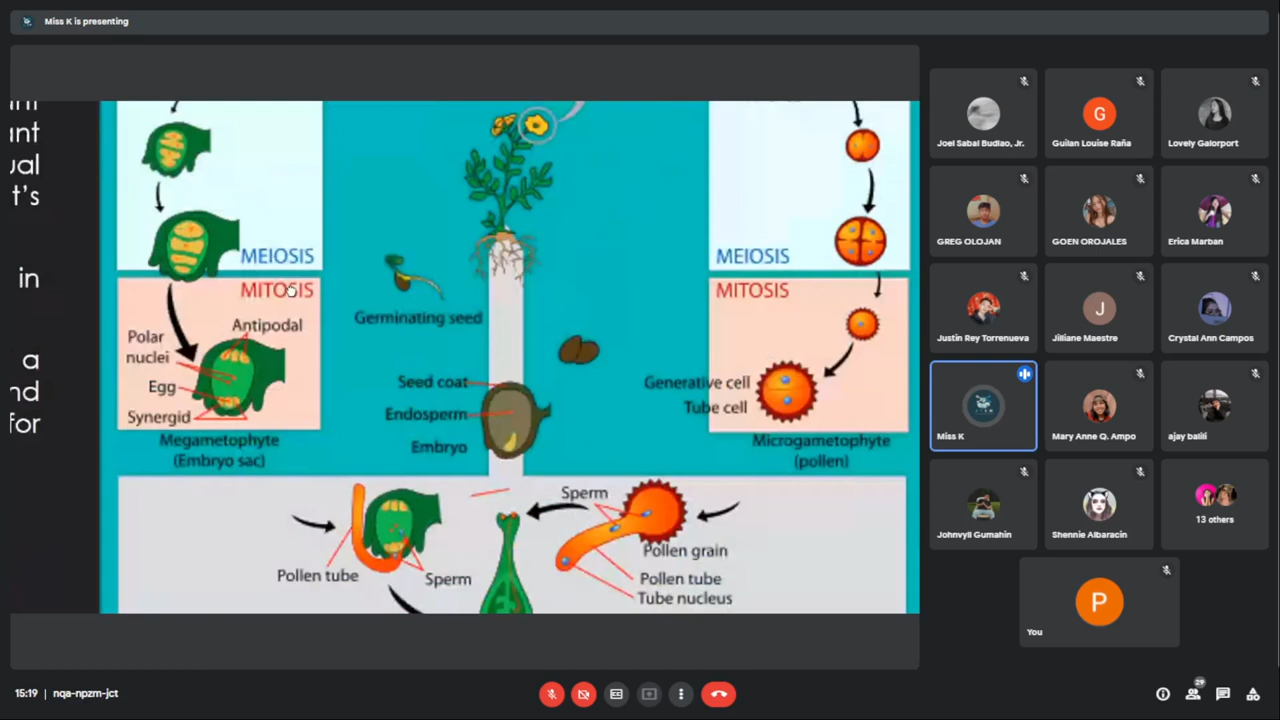 Miss K is presenting
ant
ual
t's
in
a
nd
for
MEIOSIS
MITOSIS
Polar
nuclei
Antipodal
Egg
Synergid
Megametophyte
(Embryo sac)
Germinating seed
Seed coat
Endosperm
Embryo
MEIOSIS
MITOSIS
Generative cell
Tube cell
Microgametophyte
(pollen)
Pollen tube
Sperm
Sperm
Pollen grain
Pollen tube
Tube nucleus
Joel Sabal Budlao, Jr.
G
Guilan Louise Raña
Lovely Galorport
GREG OLOJAN
GOEN OROJALES
Erica Marban
Justin Rey Torrenueva
J
Jilliane Maestre
Crystal Ann Campos
Miss K
Mary Anne Q. Ampo
ajay balili
Johnvyll Gumahin
Shennie Albaracin
13 others
P
You
15:19 | nqa-npzm-jct
29